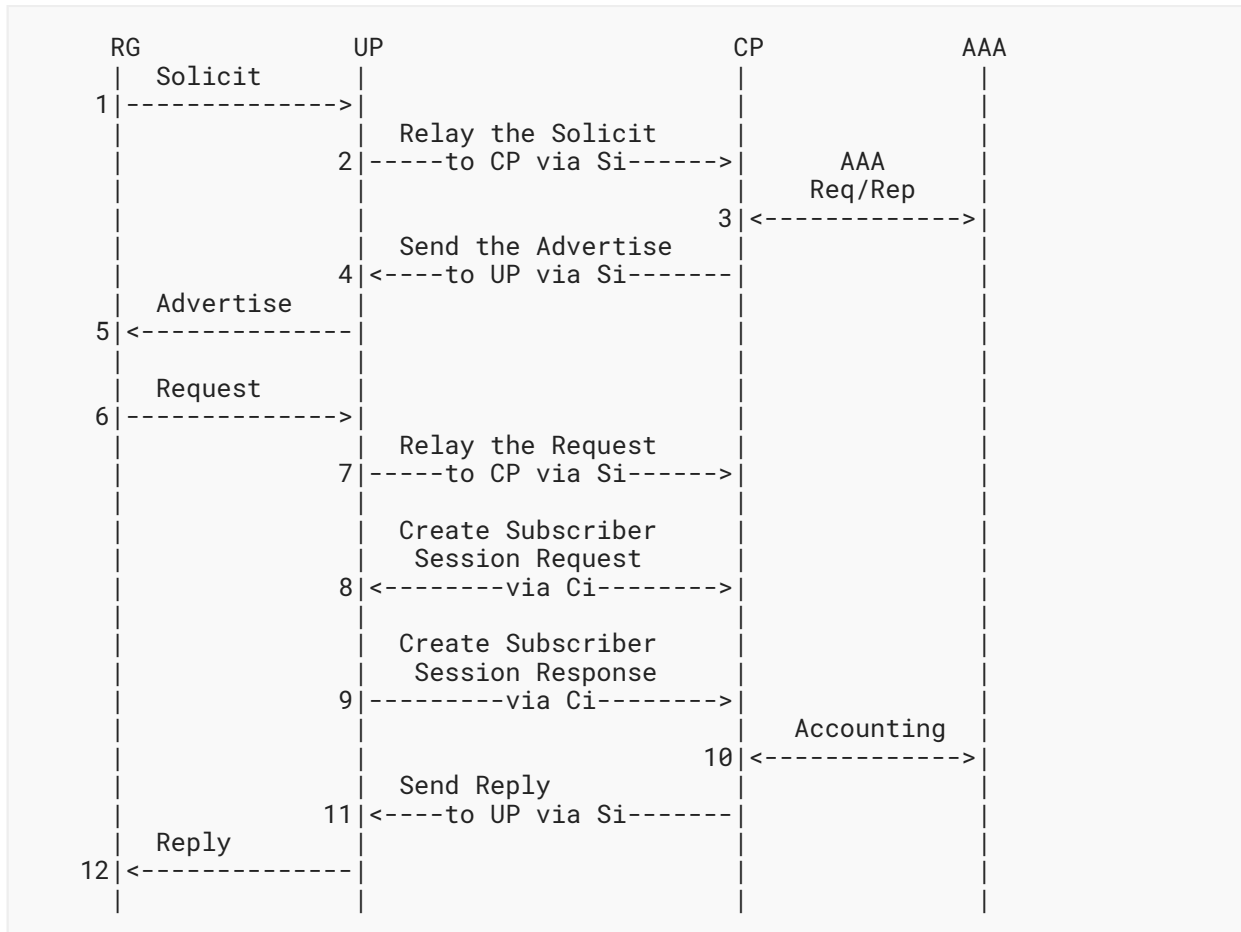 RG UP CP AAA
| Solicit | | |
1|-------------->| | |
| | Relay the Solicit | |
| 2|-----to CP via Si------>| AAA |
| | | Req/Rep |
| | 3|<------------->|
| | Send the Advertise | |
| 4|<----to UP via Si-------| |
| Advertise | | |
5|<--------------| | |
| | | |
| Request | | |
6|-------------->| | |
| | Relay the Request | |
| 7|-----to CP via Si------>| |
| | | |
| | Create Subscriber | |
| | Session Request | |
| 8|<--------via Ci-------->| |
| | | |
| | Create Subscriber | |
| | Session Response | |
| 9|---------via Ci-------->| |
| | | Accounting |
| | 10|<------------->|
| | Send Reply | |
| 11|<----to UP via Si-------| |
| Reply | | |
12|<--------------| | |
| | | |